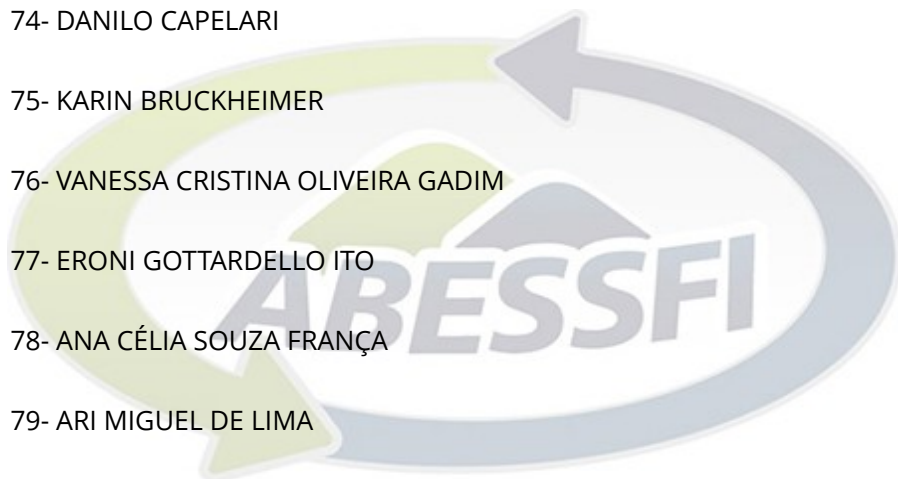 74- DANILO CAPELARI
75- KARIN BRUCKHEIMER
76- VANESSA CRISTINA OLIVEIRA GADIM
77- ERONI GOTTARDELLO ITO
ABESSFI
78- ANA CÉLIA SOUZA FRANÇA
79- ARI MIGUEL DE LIMA